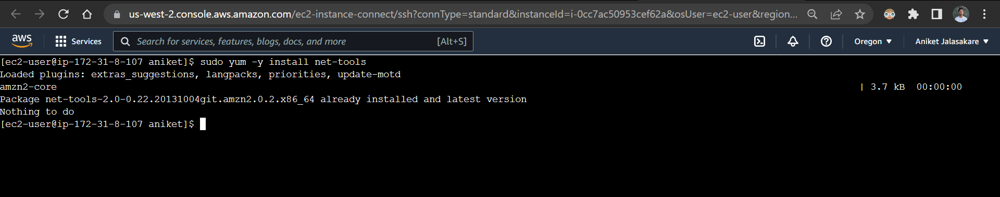 us-west-2.console.aws.amazon.com/ec2-instance-connect/ssh?connType=standard&instanceId=i-0cc7ac50953cef62a&osUser=ec2-user&region...
aws Services Search for services, features, blogs, docs, and more [Alt+S] Oregon Aniket Jalasakare
[ec2-user@ip-172-31-8-107 aniket]$ sudo yum -y install net-tools
Loaded plugins: extras_suggestions, langpacks, priorities, update-motd
amzn2-core | 3.7 kB 00:00:00
Package net-tools-2.0-0.22.20131004git.amzn2.0.2.x86_64 already installed and latest version
Nothing to do
[ec2-user@ip-172-31-8-107 aniket]$